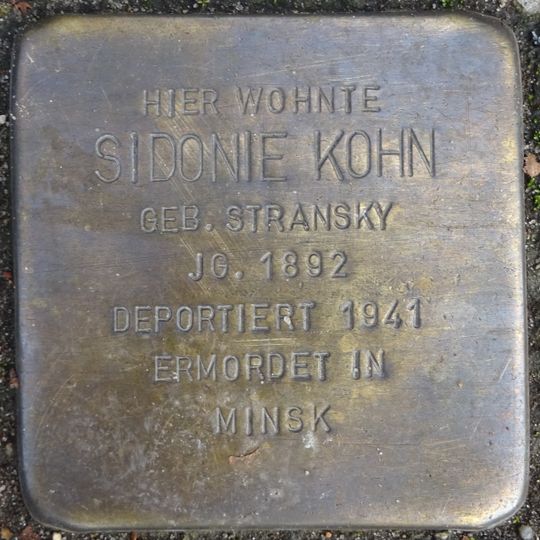 HIER WOHNTE
SIDONIE KOHN
GEB. STRANSKY
JG. 1892
DEPORTIERT 1941
ERMORDET IN
MINSK